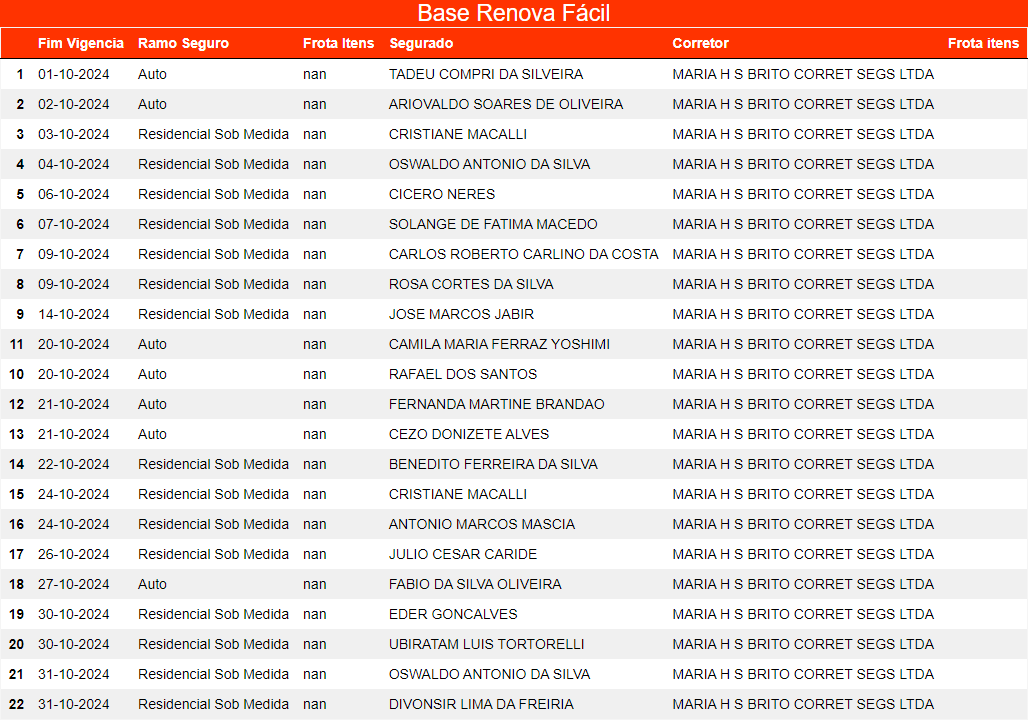 Base Renova Fácil
Fim Vigencia Ramo Seguro Frota Itens Segurado Corretor Frota itens
1 01-10-2024 Auto nan TADEU COMPRI DA SILVEIRA MARIA H S BRITO CORRET SEGS LTDA
2 02-10-2024 Auto nan ARIOVALDO SOARES DE OLIVEIRA MARIA H S BRITO CORRET SEGS LTDA
3 03-10-2024 Residencial Sob Medida nan CRISTIANE MACALLI MARIA H S BRITO CORRET SEGS LTDA
4 04-10-2024 Residencial Sob Medida nan OSWALDO ANTONIO DA SILVA MARIA H S BRITO CORRET SEGS LTDA
5 06-10-2024 Residencial Sob Medida nan CICERO NERES MARIA H S BRITO CORRET SEGS LTDA
6 07-10-2024 Residencial Sob Medida nan SOLANGE DE FATIMA MACEDO MARIA H S BRITO CORRET SEGS LTDA
7 09-10-2024 Residencial Sob Medida nan CARLOS ROBERTO CARLINO DA COSTA MARIA H S BRITO CORRET SEGS LTDA
8 09-10-2024 Residencial Sob Medida nan ROSA CORTES DA SILVA MARIA H S BRITO CORRET SEGS LTDA
9 14-10-2024 Residencial Sob Medida nan JOSE MARCOS JABIR MARIA H S BRITO CORRET SEGS LTDA
11 20-10-2024 Auto nan CAMILA MARIA FERRAZ YOSHIMI MARIA H S BRITO CORRET SEGS LTDA
10 20-10-2024 Auto nan RAFAEL DOS SANTOS MARIA H S BRITO CORRET SEGS LTDA
12 21-10-2024 Auto nan FERNANDA MARTINE BRANDAO MARIA H S BRITO CORRET SEGS LTDA
13 21-10-2024 Auto nan CEZO DONIZETE ALVES MARIA H S BRITO CORRET SEGS LTDA
14 22-10-2024 Residencial Sob Medida nan BENEDITO FERREIRA DA SILVA MARIA H S BRITO CORRET SEGS LTDA
15 24-10-2024 Residencial Sob Medida nan CRISTIANE MACALLI MARIA H S BRITO CORRET SEGS LTDA
16 24-10-2024 Residencial Sob Medida nan ANTONIO MARCOS MASCIA MARIA H S BRITO CORRET SEGS LTDA
17 26-10-2024 Residencial Sob Medida nan JULIO CESAR CARIDE MARIA H S BRITO CORRET SEGS LTDA
18 27-10-2024 Auto nan FABIO DA SILVA OLIVEIRA MARIA H S BRITO CORRET SEGS LTDA
19 30-10-2024 Residencial Sob Medida nan EDER GONCALVES MARIA H S BRITO CORRET SEGS LTDA
20 30-10-2024 Residencial Sob Medida nan UBIRATAM LUIS TORTORELLI MARIA H S BRITO CORRET SEGS LTDA
21 31-10-2024 Residencial Sob Medida nan OSWALDO ANTONIO DA SILVA MARIA H S BRITO CORRET SEGS LTDA
22 31-10-2024 Residencial Sob Medida nan DIVONSIR LIMA DA FREIRIA MARIA H S BRITO CORRET SEGS LTDA